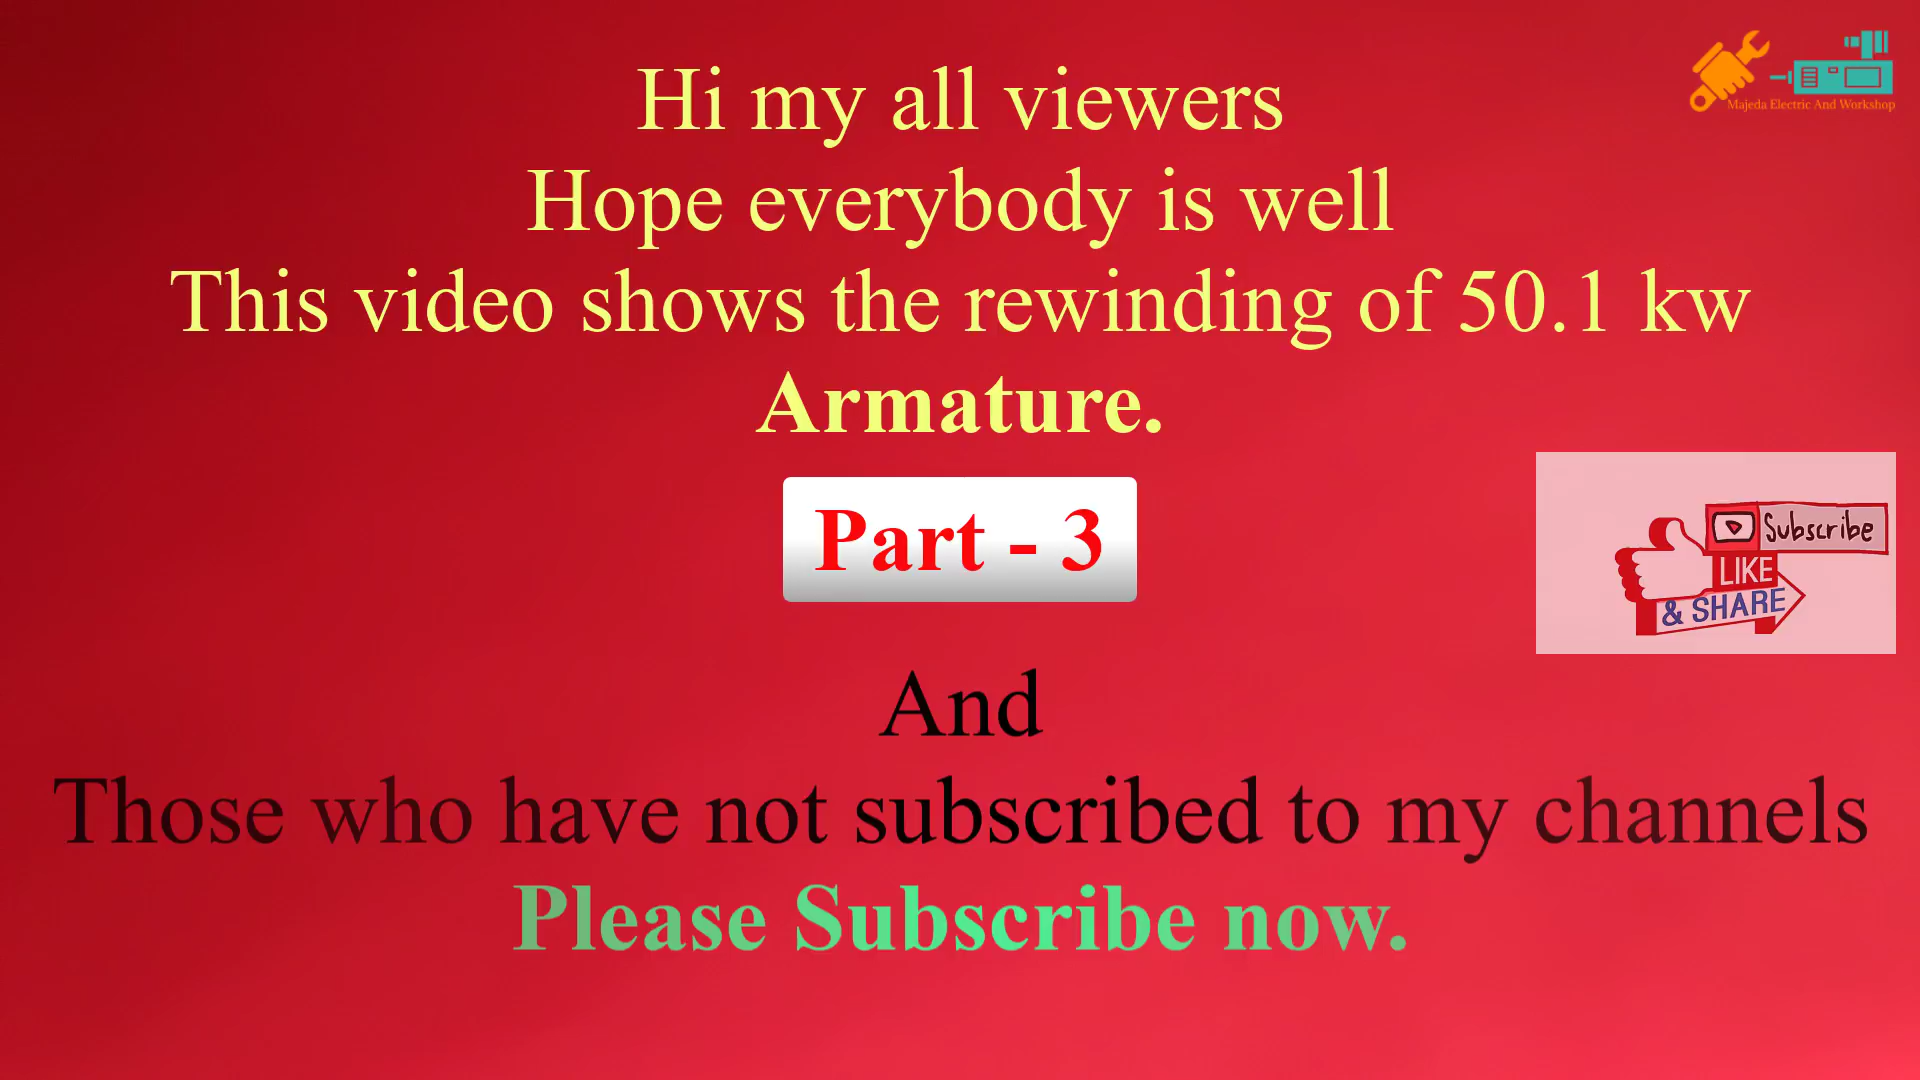 Majeda Electric And Workshop
Hi my all viewers
Hope everybody is well
This video shows the rewinding of 50.1 kw
Armature.
Part - 3
Subscribe
LIKE
& SHARE
And
Those who have not subscribed to my channels
Please Subscribe now.